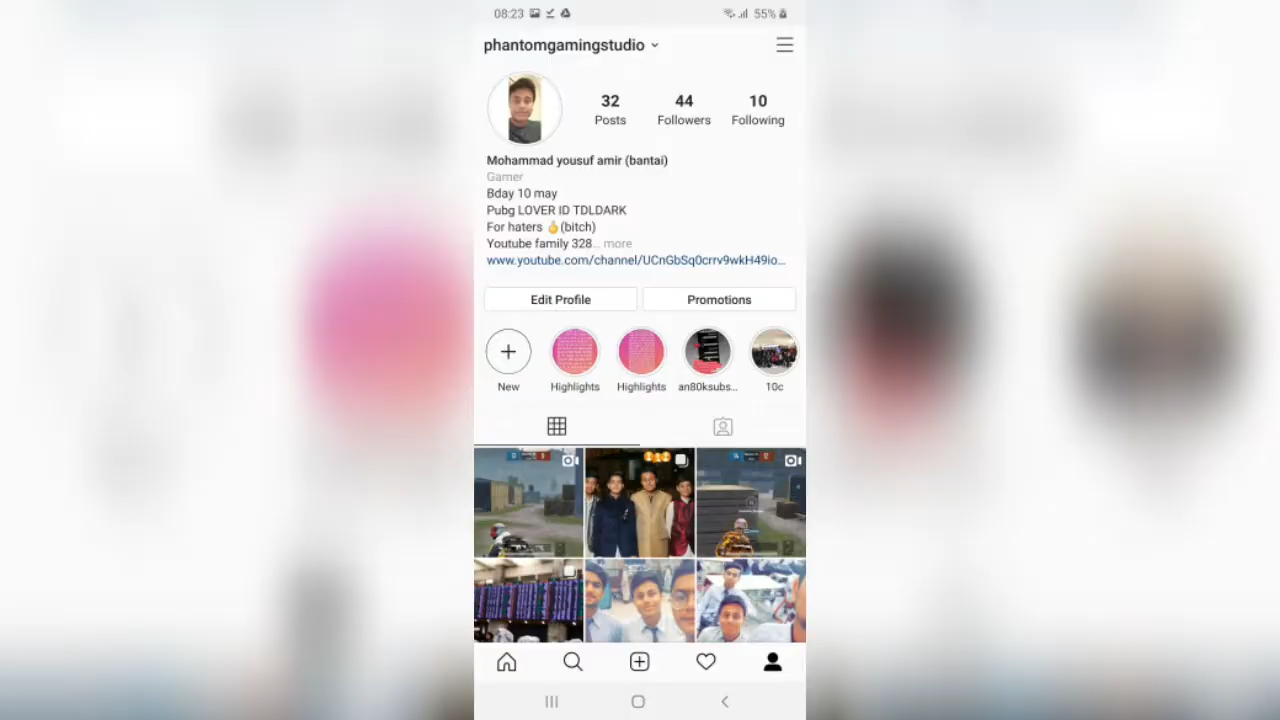 08:23
55%
phantomgamingstudio
32
44
10
Posts
Followers
Following
Mohammad yousuf amir (bantai)
Gamer
Bday 10 may
Pubg LOVER ID TDLDARK
For haters 🖕(bitch)
Youtube family 328... more
www.youtube.com/channel/UCnGbSq0crrv9wkH49io...
Edit Profile
Promotions
New
Highlights
Highlights
an80ksubs...
10c